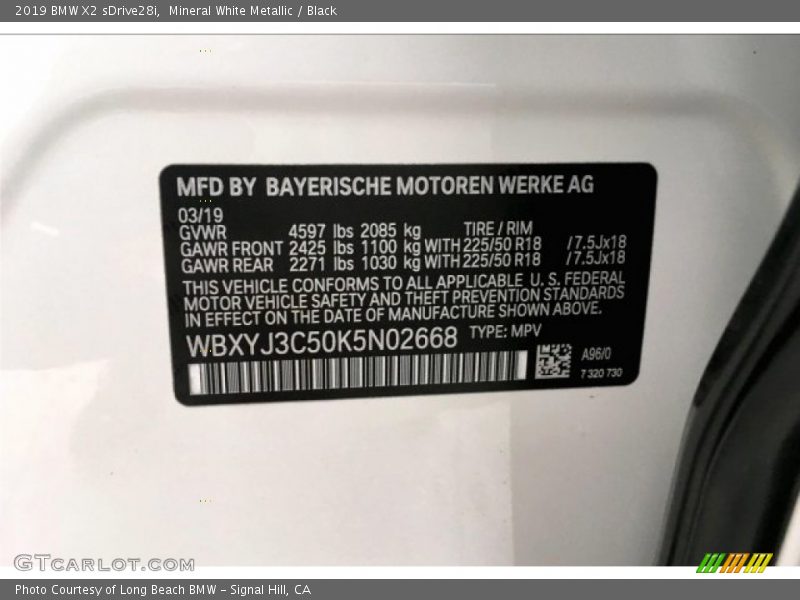 2019 BMW X2 sDrive28i, Mineral White Metallic / Black
MFD BY BAYERISCHE MOTOREN WERKE AG
03/19
GVWR 4597 lbs 2085 kg TIRE / RIM
GAWR FRONT 2425 lbs 1100 kg WITH 225/50 R18 / 7.5Jx18
GAWR REAR 2271 lbs 1030 kg WITH 225/50 R18 / 7.5Jx18
THIS VEHICLE CONFORMS TO ALL APPLICABLE U. S. FEDERAL
MOTOR VEHICLE SAFETY AND THEFT PREVENTION STANDARDS
IN EFFECT ON THE DATE OF MANUFACTURE SHOWN ABOVE.
WBXYJ3C50K5N02668 TYPE: MPV
A96/0
7 320 730
GTCARLOT.COM
Photo Courtesy of Long Beach BMW - Signal Hill, CA